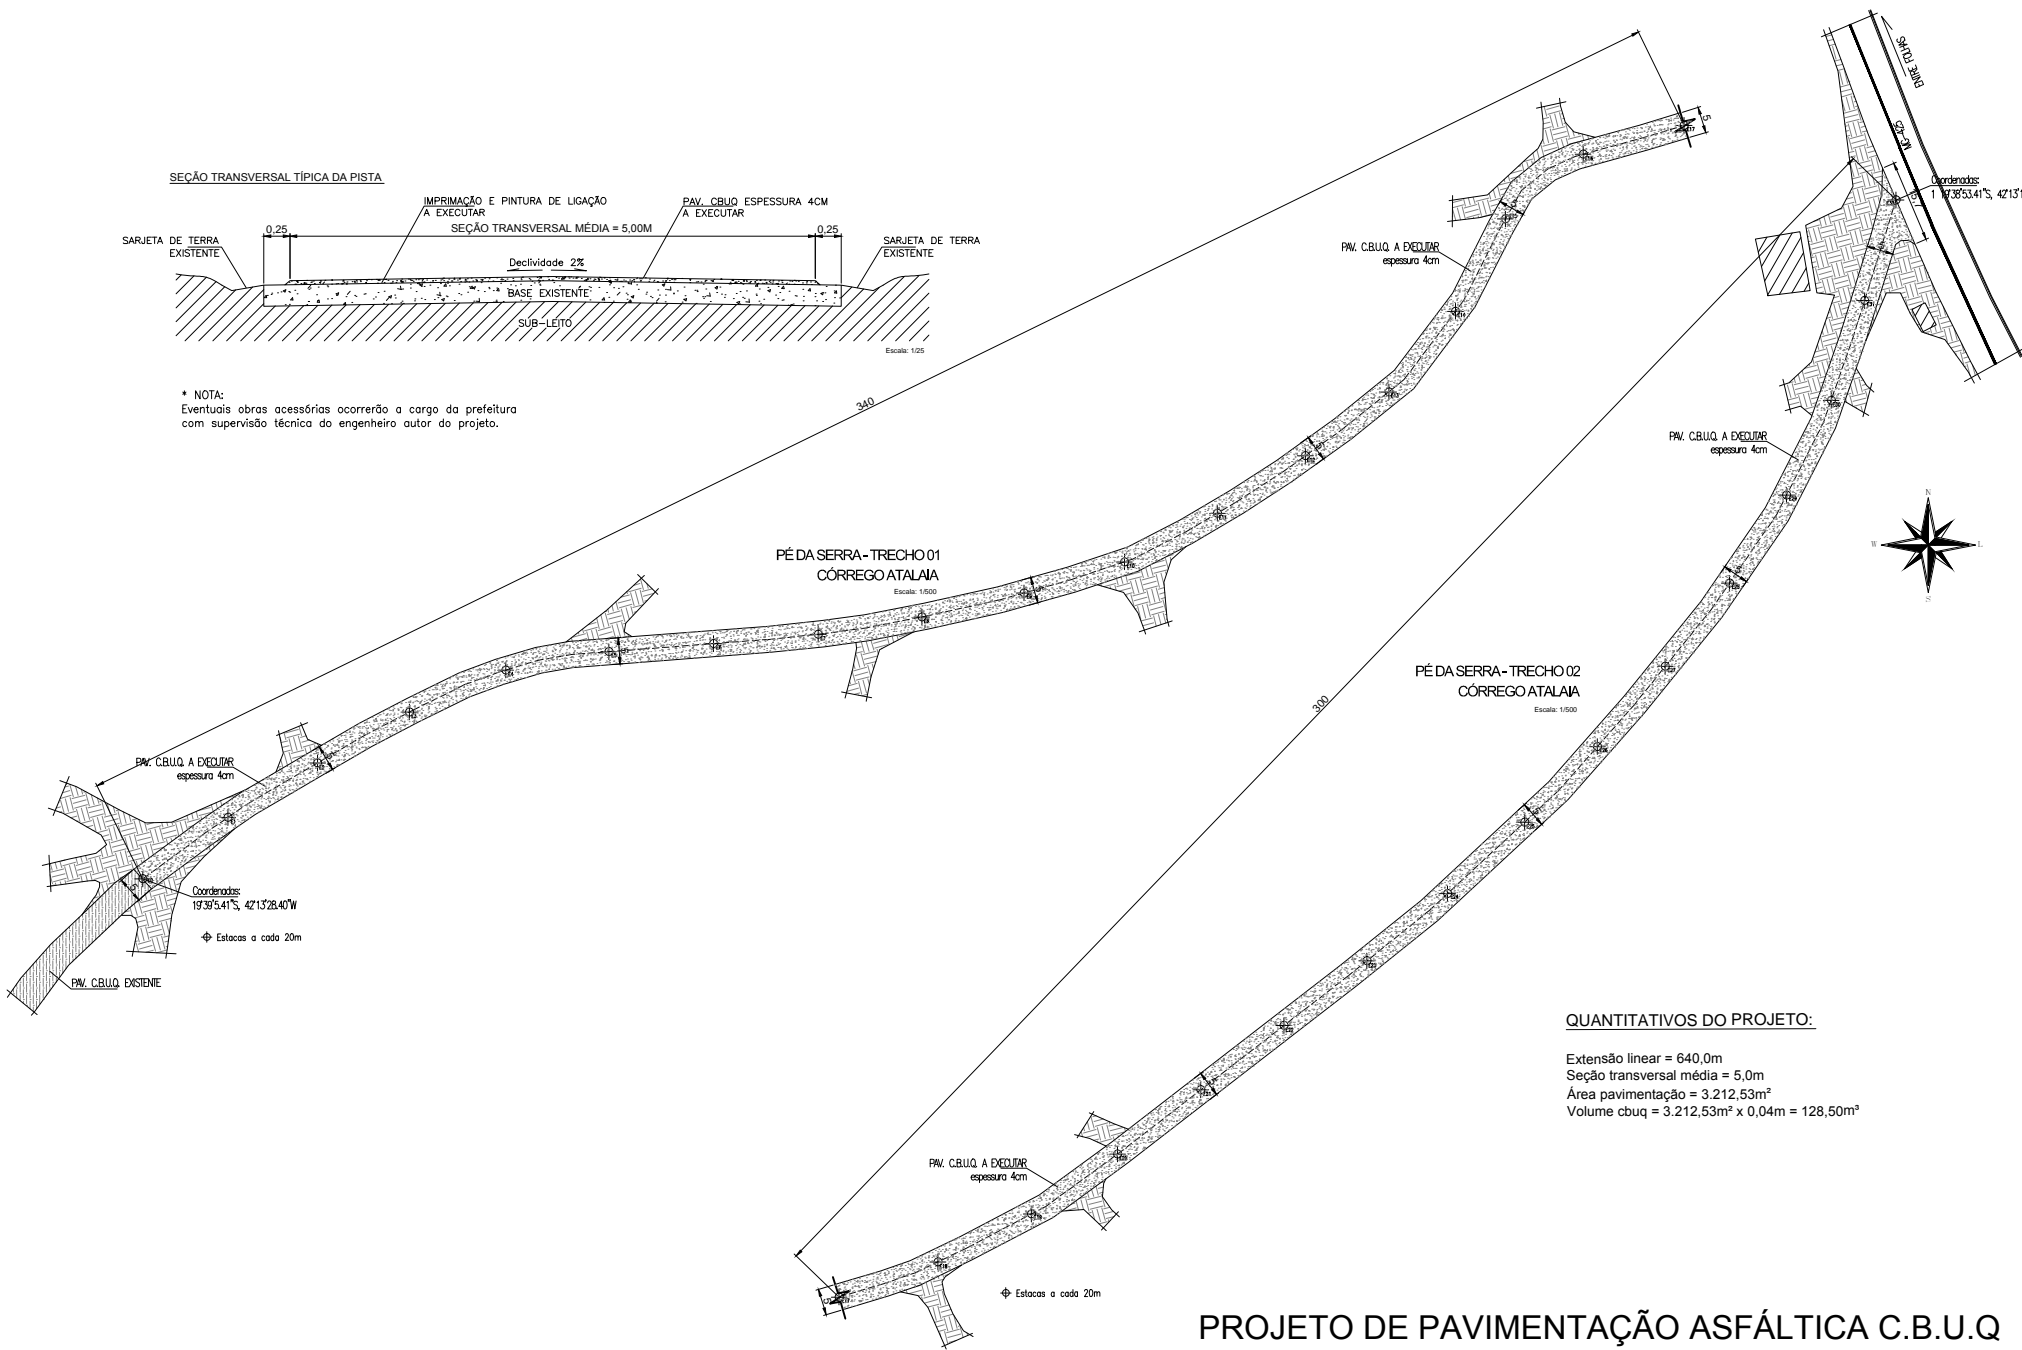 SEÇÃO TRANSVERSAL TÍPICA DA PISTA
IMPRIMAÇÃO E PINTURA DE LIGAÇÃO
A EXECUTAR
PAV. CBUQ ESPESSURA 4CM
A EXECUTAR
0,25
SEÇÃO TRANSVERSAL MÉDIA = 5,00M
0,25
SARJETA DE TERRA
EXISTENTE
SARJETA DE TERRA
EXISTENTE
Declividade 2%
BASE EXISTENTE
SUB-LEITO
Escala: 1/25
* NOTA:
Eventuais obras acessórias ocorrerão a cargo da prefeitura
com supervisão técnica do engenheiro autor do projeto.
340
PAV. C.B.U.Q. A EXECUTAR
espessura 4cm
ENTRE FOLHAS
MG-425
Coordenadas:
PAV. C.B.U.Q. A EXECUTAR
espessura 4cm
N
W
L
S
PÉ DA SERRA - TRECHO 01
CÓRREGO ATALAIA
Escala: 1/500
PÉ DA SERRA - TRECHO 02
CÓRREGO ATALAIA
Escala: 1/500
300
PAV. C.B.U.Q. A EXECUTAR
espessura 4cm
Coordenadas:
19°39'5.41"S, 42°13'28.40"W
Estacas a cada 20m
PAV. C.B.U.Q. EXISTENTE
PAV. C.B.U.Q. A EXECUTAR
espessura 4cm
Estacas a cada 20m
QUANTITATIVOS DO PROJETO:
Extensão linear = 640,0m
Seção transversal média = 5,0m
Área pavimentação = 3.212,53m²
Volume cbuq = 3.212,53m² x 0,04m = 128,50m³
PROJETO DE PAVIMENTAÇÃO ASFÁLTICA C.B.U.Q